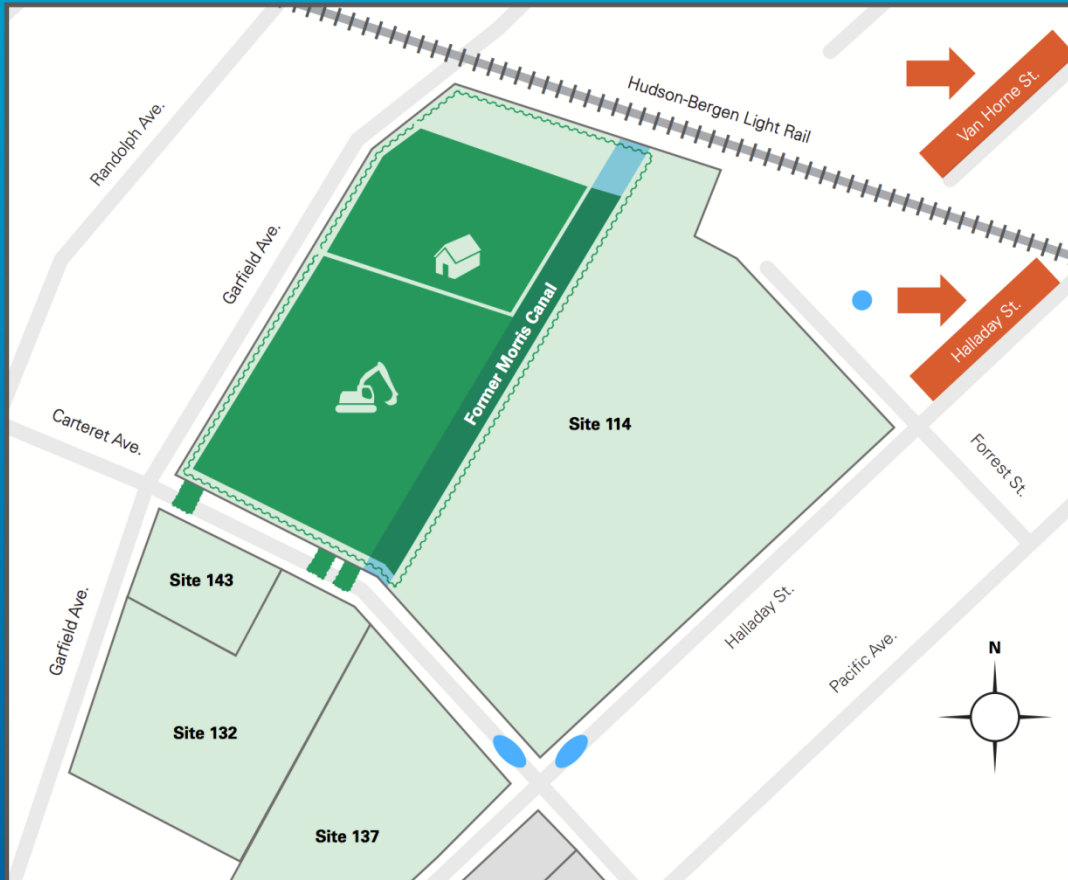 Hudson-Bergen Light Rail
Van Horne St.
Randolph Ave.
Garfield Ave.
Halladay St.
Former Morris Canal
Site 114
Carteret Ave.
Forrest St.
Site 143
Garfield Ave.
Halladay St.
Pacific Ave.
N
Site 132
Site 137